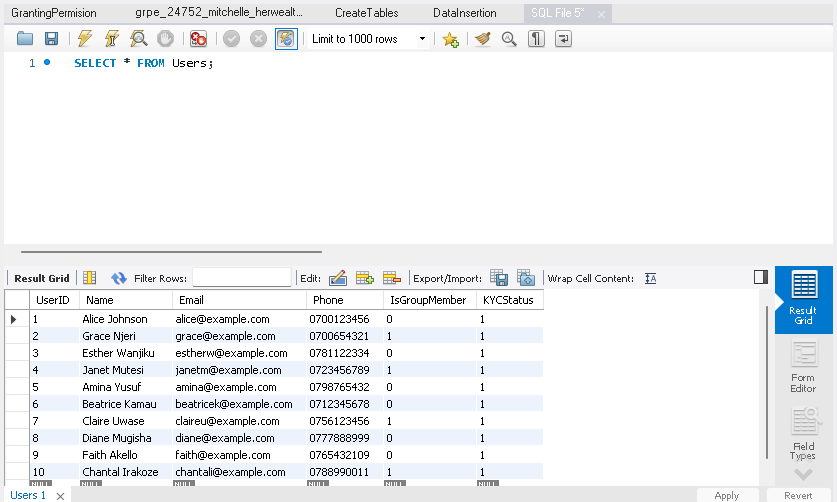 GrantingPermision grpe_24752_mitchelle_herwealt... CreateTables DataInsertion SQL File 5*
Limit to 1000 rows
1 SELECT * FROM Users;
Result Grid Filter Rows: Edit: Export/Import: Wrap Cell Content:
UserID Name Email Phone IsGroupMember KYCStatus
1 Alice Johnson alice@example.com 0700123456 0 1
2 Grace Njeri grace@example.com 0700654321 1 1
3 Esther Wanjiku estherw@example.com 0781122334 0 1
4 Janet Mutesi janetm@example.com 0723456789 1 1
5 Amina Yusuf amina@example.com 0798765432 0 1
6 Beatrice Kamau beatricek@example.com 0712345678 0 1
7 Claire Uwase claireu@example.com 0756123456 1 1
8 Diane Mugisha diane@example.com 0777888999 0 1
9 Faith Akello faith@example.com 0765432109 0 1
10 Chantal Irakoze chantali@example.com 0788990011 1 1
NULL NULL NULL NULL NULL NULL
Result
Grid
Form
Editor
Field
Types
Users 1 Apply Revert